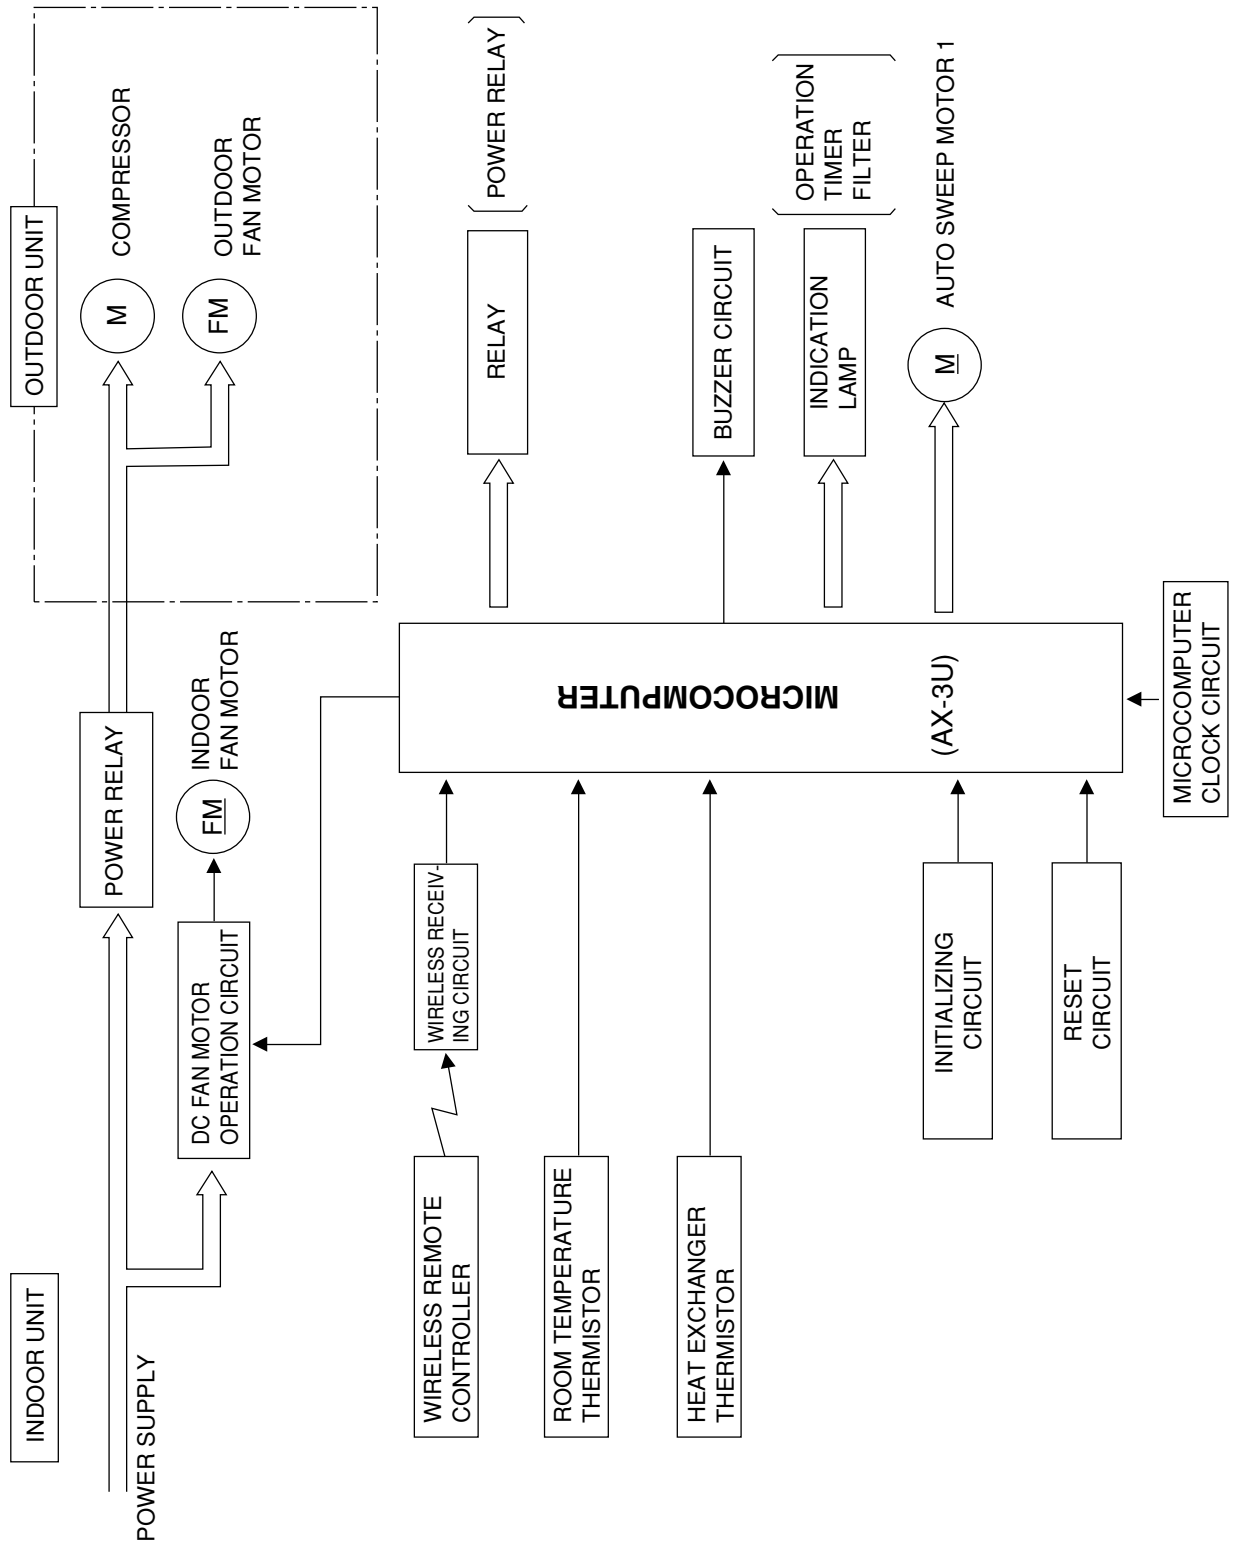 INDOOR UNIT
OUTDOOR UNIT
POWER SUPPLY
POWER RELAY
M
COMPRESSOR
FM
OUTDOOR
FAN MOTOR
DC FAN MOTOR
OPERATION CIRCUIT
FM
INDOOR
FAN MOTOR
WIRELESS REMOTE
CONTROLLER
WIRELESS RECEIV-
ING CIRCUIT
ROOM TEMPERATURE
THERMISTOR
HEAT EXCHANGER
THERMISTOR
INITIALIZING
CIRCUIT
RESET
CIRCUIT
MICROCOMPUTER
(AX-3U)
MICROCOMPUTER
CLOCK CIRCUIT
RELAY
POWER RELAY
BUZZER CIRCUIT
INDICATION
LAMP
OPERATION
TIMER
FILTER
M
AUTO SWEEP MOTOR 1